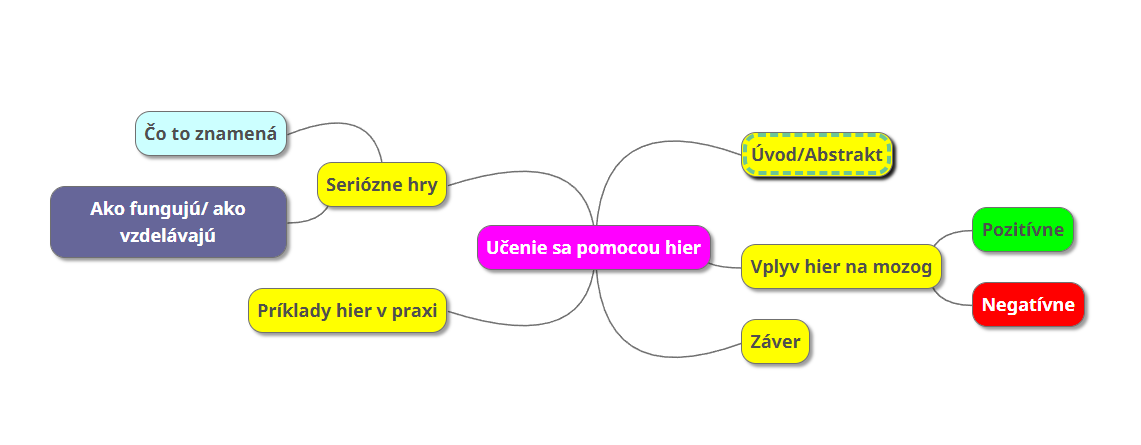 Čo to znamená
Seriózne hry
Ako fungujú/ ako
vzdelávajú
Príklady hier v praxi
Učenie sa pomocou hier
Úvod/Abstrakt
Vplyv hier na mozog
Pozitívne
Negatívne
Záver